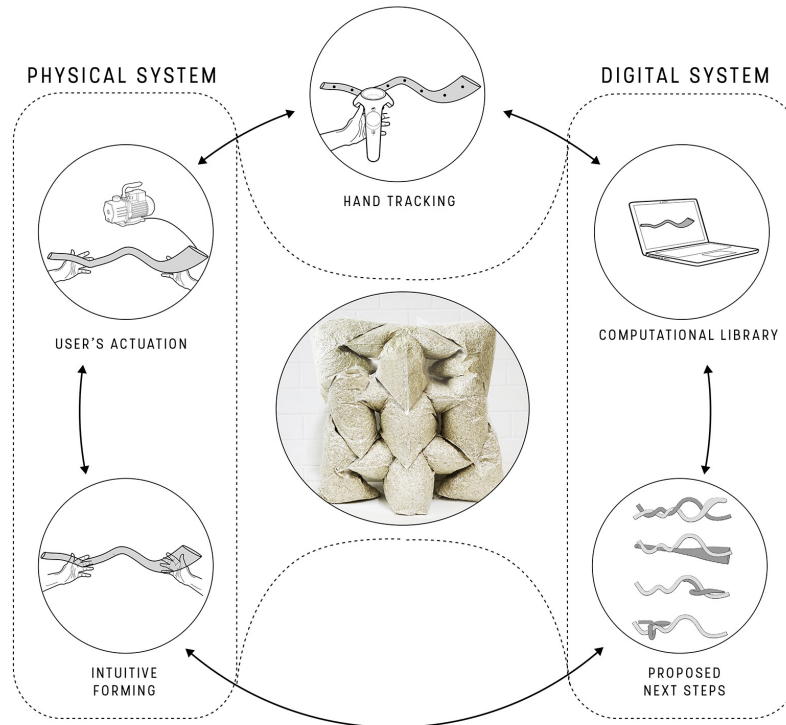 PHYSICAL SYSTEM
DIGITAL SYSTEM
HAND TRACKING
USER'S ACTUATION
COMPUTATIONAL LIBRARY
INTUITIVE
FORMING
PROPOSED
NEXT STEPS